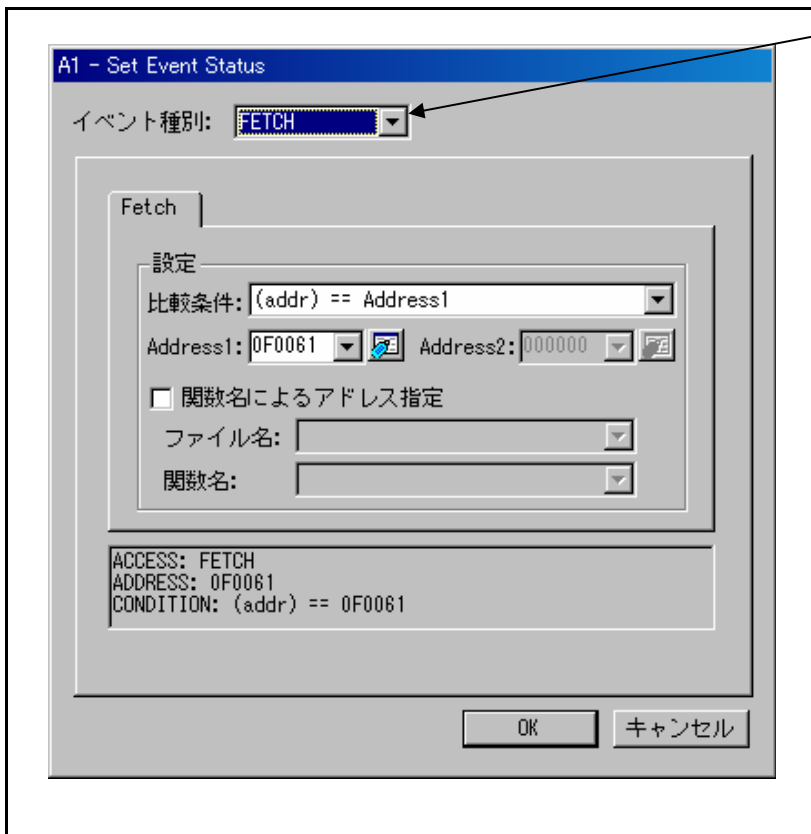 A1 - Set Event Status
イベント種別: FETCH
Fetch
設定
比較条件: (addr) == Address1
Address1: 0F0061 Address2: 000000
関数名によるアドレス指定
ファイル名:
関数名:
ACCESS: FETCH
ADDRESS: 0F0061
CONDITION: (addr) == 0F0061
OK キャンセル